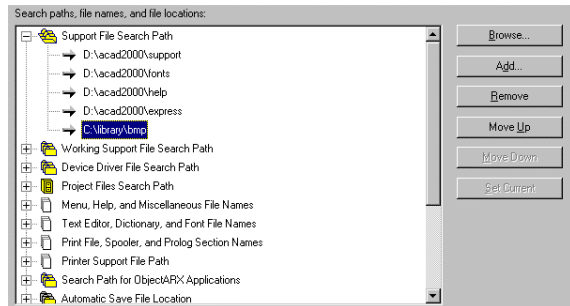 Search paths, file names, and file locations:
Support File Search Path
D:\acad2000\support
D:\acad2000\fonts
D:\acad2000\help
D:\acad2000\express
C:\library\bmp
Working Support File Search Path
Device Driver File Search Path
Project Files Search Path
Menu, Help, and Miscellaneous File Names
Text Editor, Dictionary, and Font File Names
Print File, Spooler, and Prolog Section Names
Printer Support File Path
Search Path for ObjectARX Applications
Automatic Save File Location
Browse...
Add...
Remove
Move Up
Move Down
Set Current